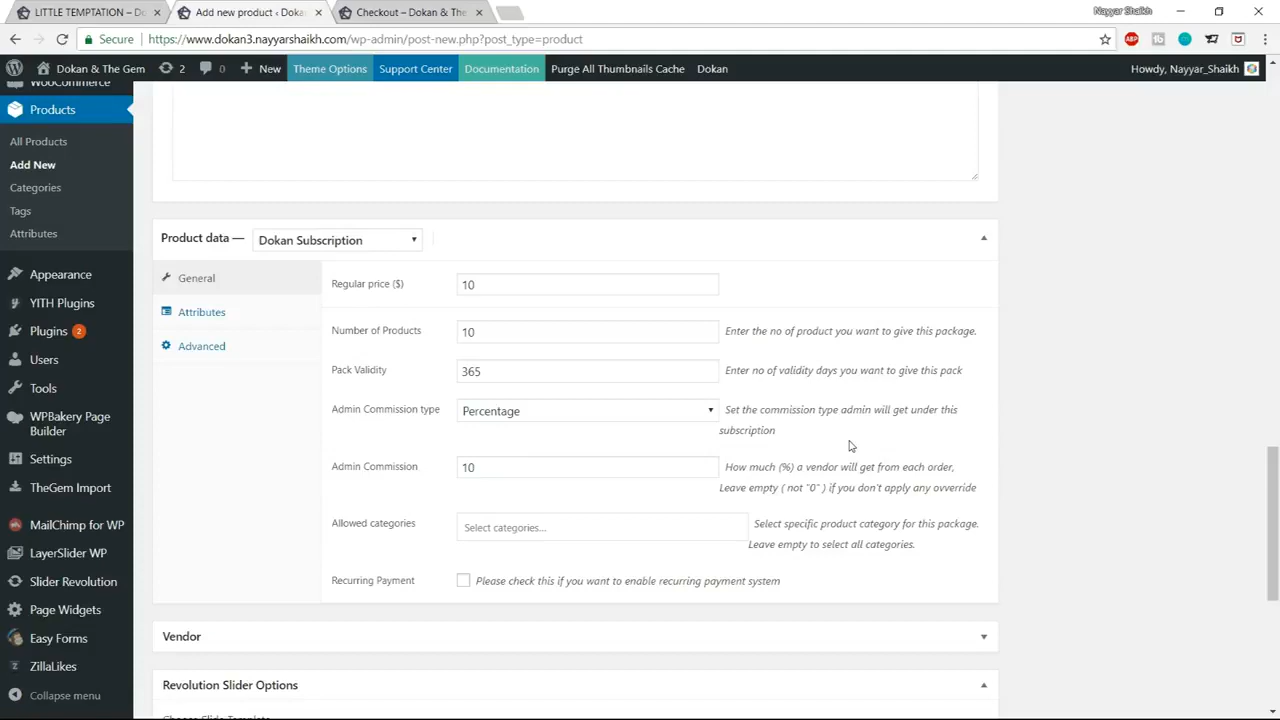 LITTLE TEMPTATION – Do
Add new product ‹ Dokan
Checkout – Dokan & The
Nayyar Shaikh
Secure
https://www.dokan3.nayyarshaikh.com/wp-admin/post-new.php?post_type=product
ABP
Dokan & The Gem
2
0
New
Theme Options
Support Center
Documentation
Purge All Thumbnails Cache
Dokan
Howdy, Nayyar_Shaikh
WooCommerce
Products
All Products
Add New
Categories
Tags
Attributes
Appearance
YITH Plugins
Plugins 2
Users
Tools
WPBakery Page
Builder
Settings
TheGem Import
MailChimp for WP
LayerSlider WP
Slider Revolution
Page Widgets
Easy Forms
ZillaLikes
Collapse menu
Product data — Dokan Subscription
General
Attributes
Advanced
Regular price ($) 10
Number of Products 10 Enter the no of product you want to give this package.
Pack Validity 365 Enter no of validity days you want to give this pack
Admin Commission type Percentage Set the commission type admin will get under this
subscription
Admin Commission 10 How much (%) a vendor will get from each order,
Leave empty ( not "0" ) if you don't apply any ovverride
Allowed categories Select categories... Select specific product category for this package.
Leave empty to select all categories.
Recurring Payment Please check this if you want to enable recurring payment system
Vendor
Revolution Slider Options
Choose Slide Template